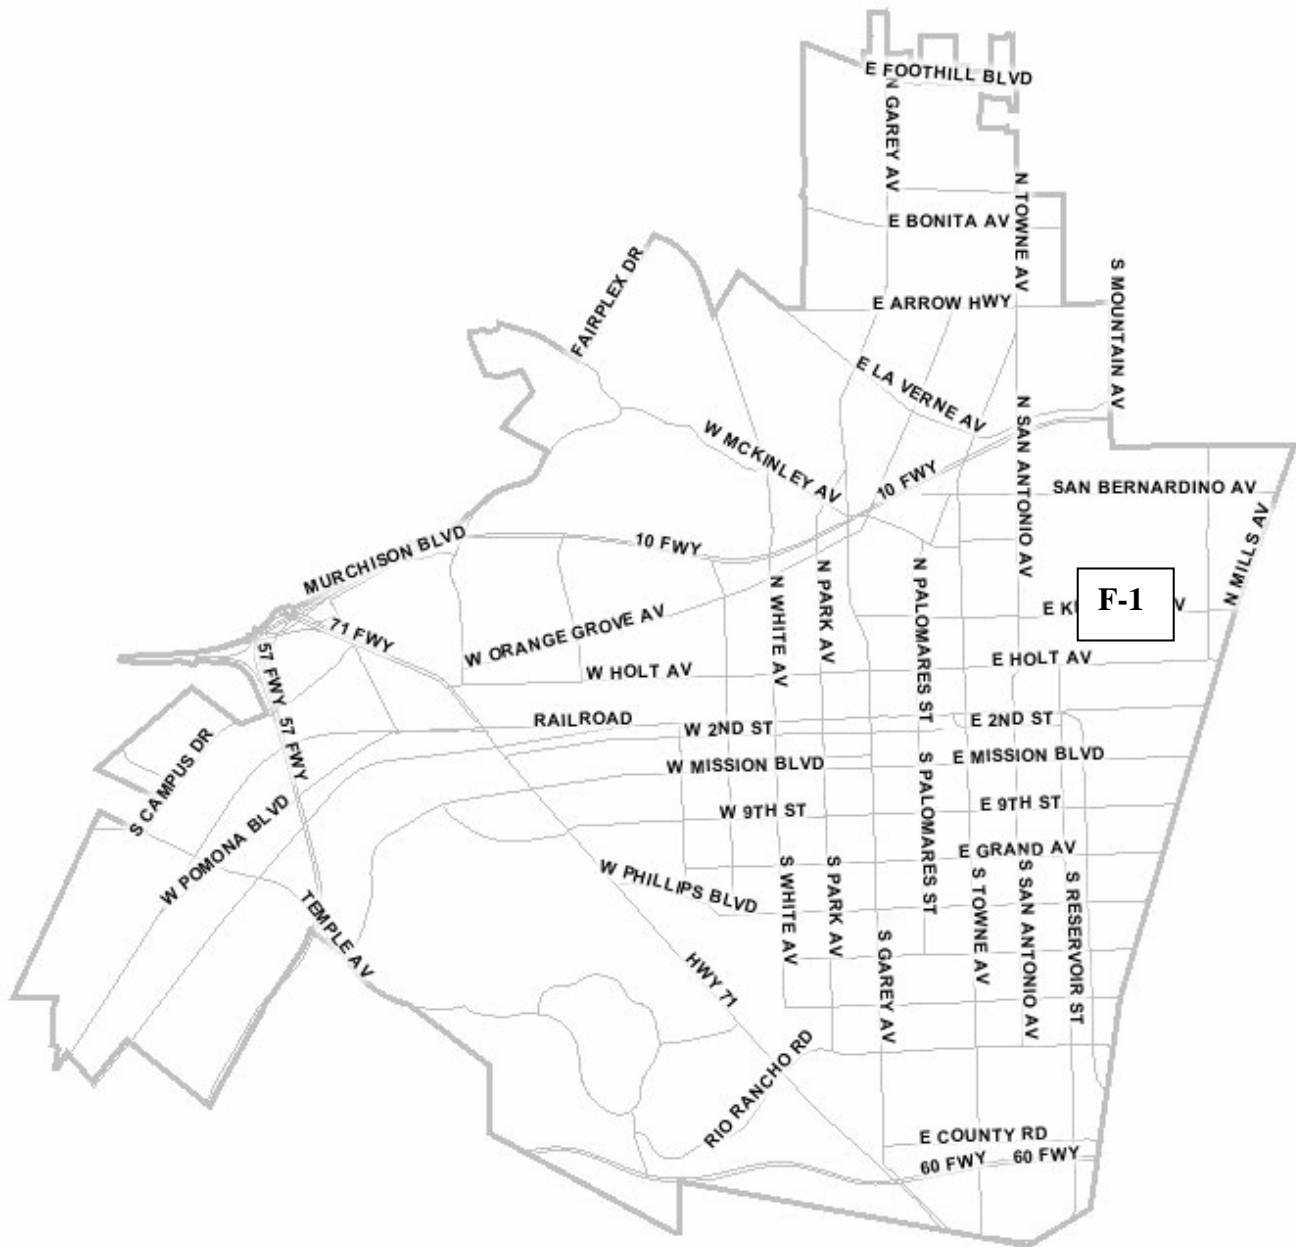 E FOOTHILL BLVD
N GAREY AV
N TOWNE AV
E BONITA AV
FAIRPLEX DR
S MOUNTAIN AV
E ARROW HWY
E LA VERNE AV
N SAN ANTONIO AV
W MCKINLEY AV
10 FWY
SAN BERNARDINO AV
N MILLS AV
MURCHISON BLVD
10 FWY
N WHITE AV
N PARK AV
N PALOMARES ST
F-1
71 FWY
W ORANGE GROVE AV
57 FWY
W HOLT AV
E HOLT AV
RAILROAD
W 2ND ST
E 2ND ST
57 FWY
S CAMPUS DR
W MISSION BLVD
S PALOMARES ST
E MISSION BLVD
W POMONA BLVD
W 9TH ST
E 9TH ST
E GRAND AV
W PHILLIPS BLVD
S WHITE AV
S PARK AV
S TOWNE AV
S SAN ANTONIO AV
S RESERVOIR ST
TEMPLE AV
S GAREY AV
HWY 71
RIO RANCHO RD
E COUNTY RD
60 FWY
60 FWY